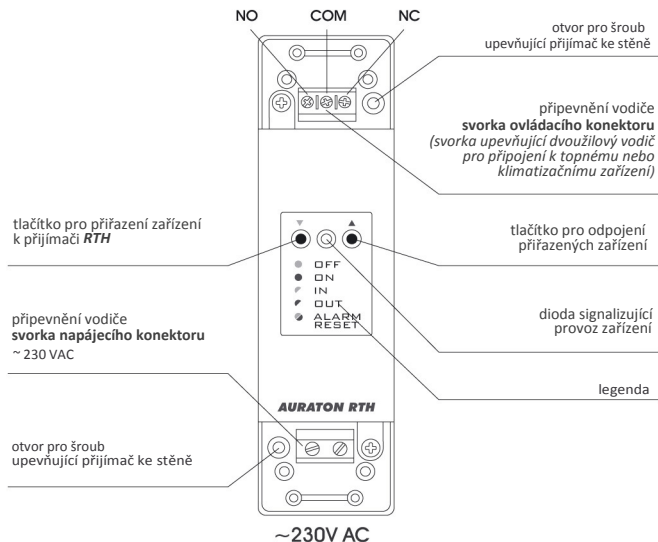 NO COM NC
otvor pro šroub
upevňující přijímač ke stěně
připevnění vodiče
svorka ovládacího konektoru
(svorka upevňující dvoužilový vodič
pro připojení k topnému nebo
klimatizačnímu zařízení)
tlačítko pro přiřazení zařízení
k přijímači RTH
tlačítko pro odpojení
přiřazených zařízení
OFF
ON
IN
OUT
ALARM
RESET
připevnění vodiče
svorka napájecího konektoru
~ 230 VAC
dioda signalizující
provoz zařízení
legenda
AURATON RTH
otvor pro šroub
upevňující přijímač ke stěně
~230V AC